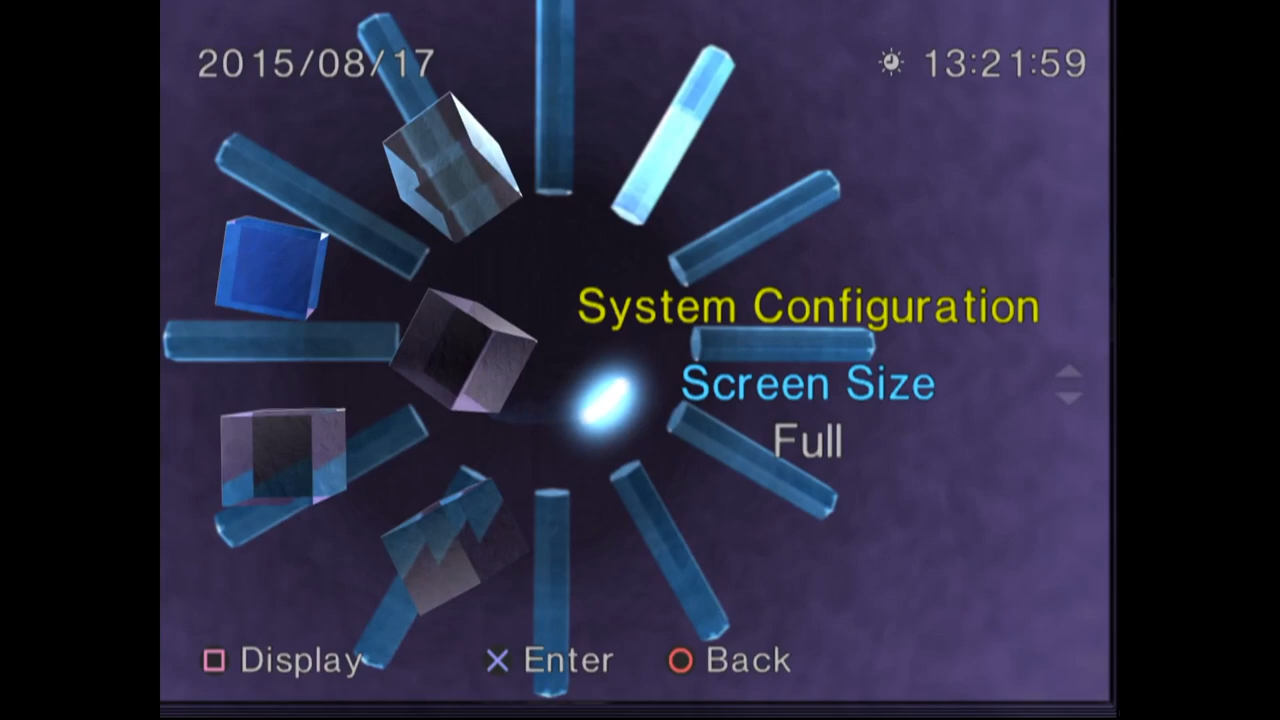 2015/08/17 13:21:59
System Configuration
Screen Size
Full
Display Enter Back